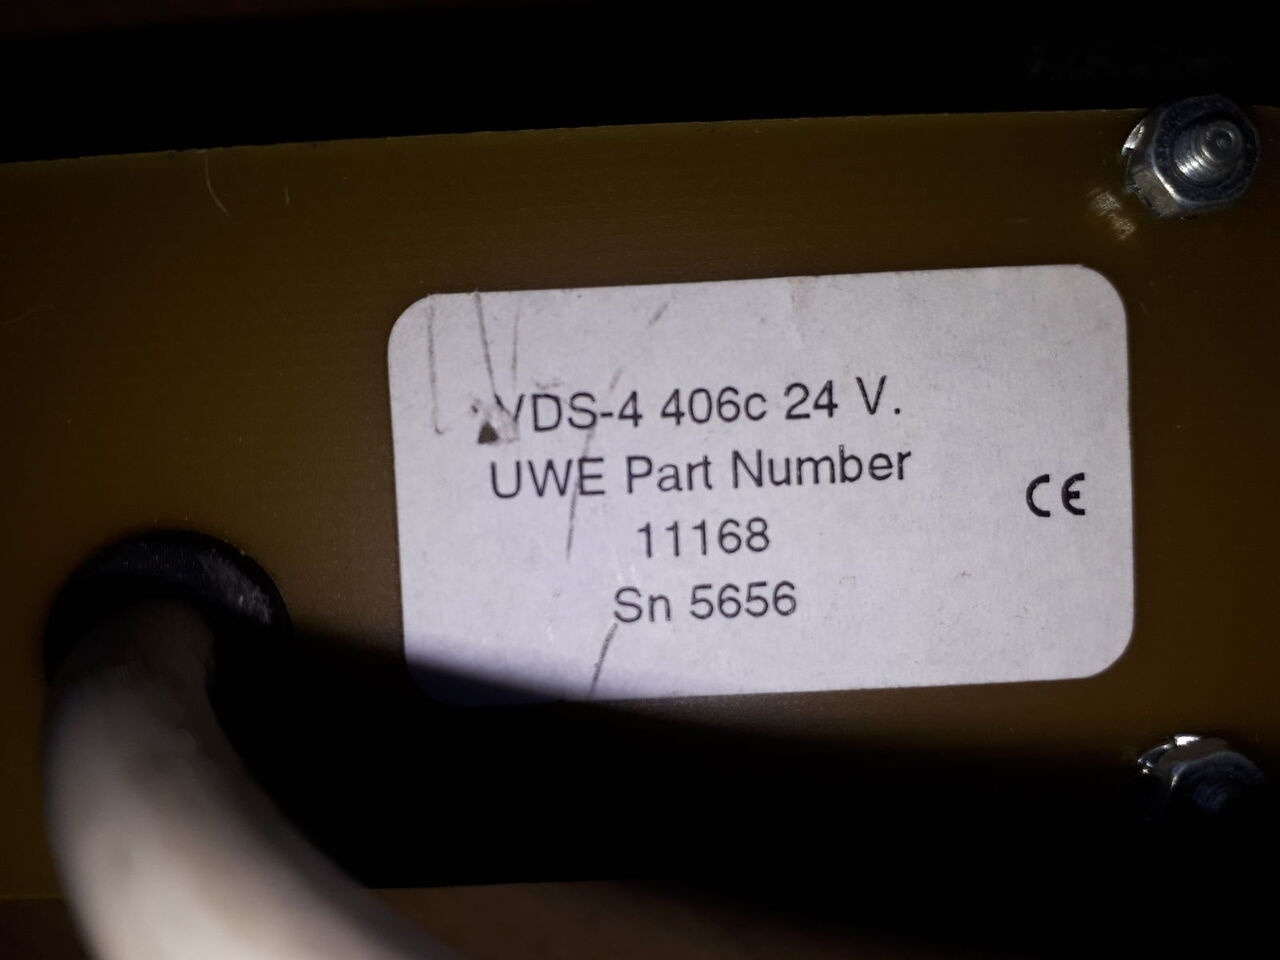 VDS-4 406c 24 V.
UWE Part Number
11168
Sn 5656
CE